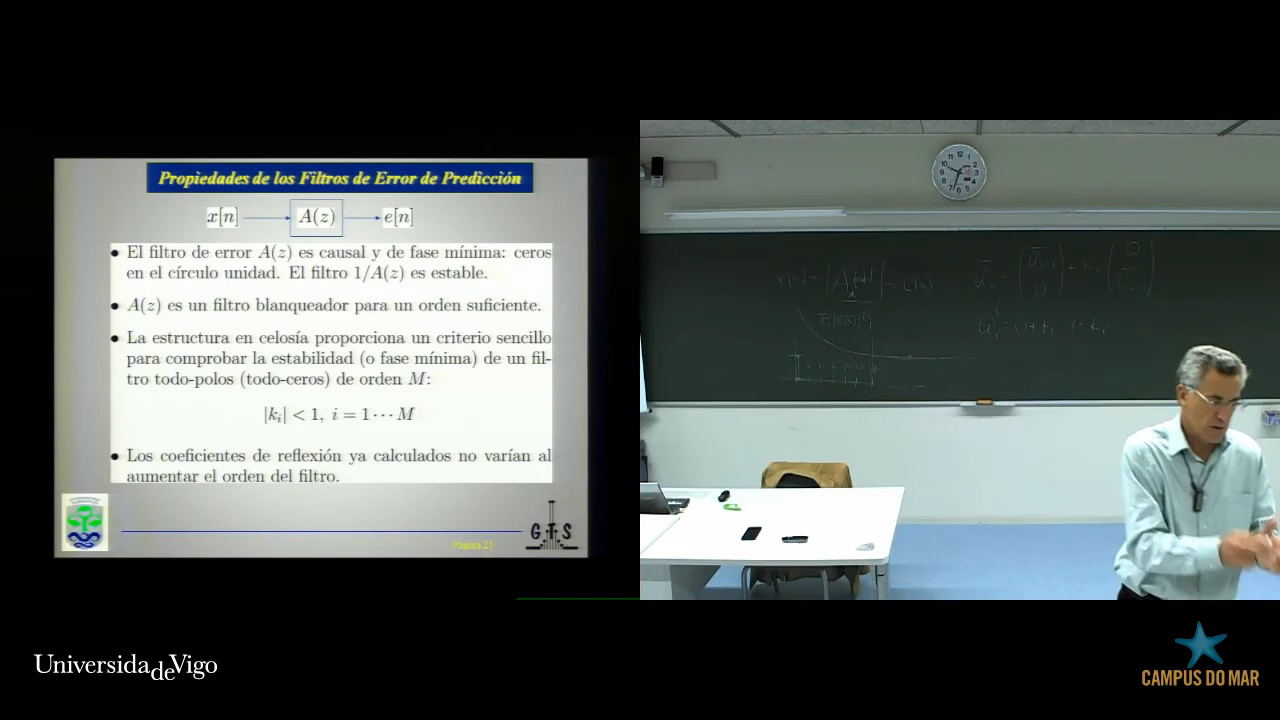 Propiedades de los Filtros de Error de Predicción
x[n] A(z) e[n]
• El filtro de error A(z) es causal y de fase mínima: ceros
en el círculo unidad. El filtro 1/A(z) es estable.
• A(z) es un filtro blanqueador para un orden suficiente.
• La estructura en celosía proporciona un criterio sencillo
para comprobar la estabilidad (o fase mínima) de un fil-
tro todo-polos (todo-ceros) de orden M:
|k_i| < 1, i = 1 ··· M
• Los coeficientes de reflexión ya calculados no varían al
aumentar el orden del filtro.
GTS
Página 21
UniversidadeVigo
CAMPUS DO MAR